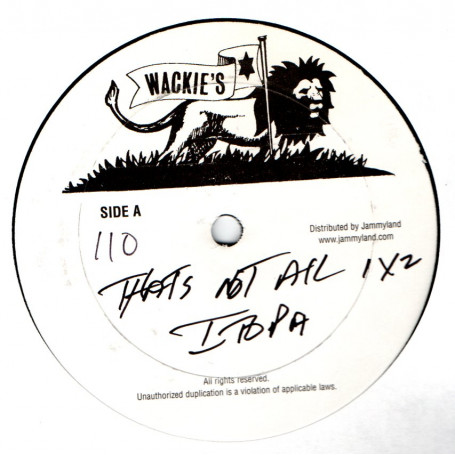 WACKIE'S
SIDE A
110
Distributed by Jammyland
www.jammyland.com
THATS NOT ALL 1X2
All rights reserved.
Unauthorized duplication is a violation of applicable laws.